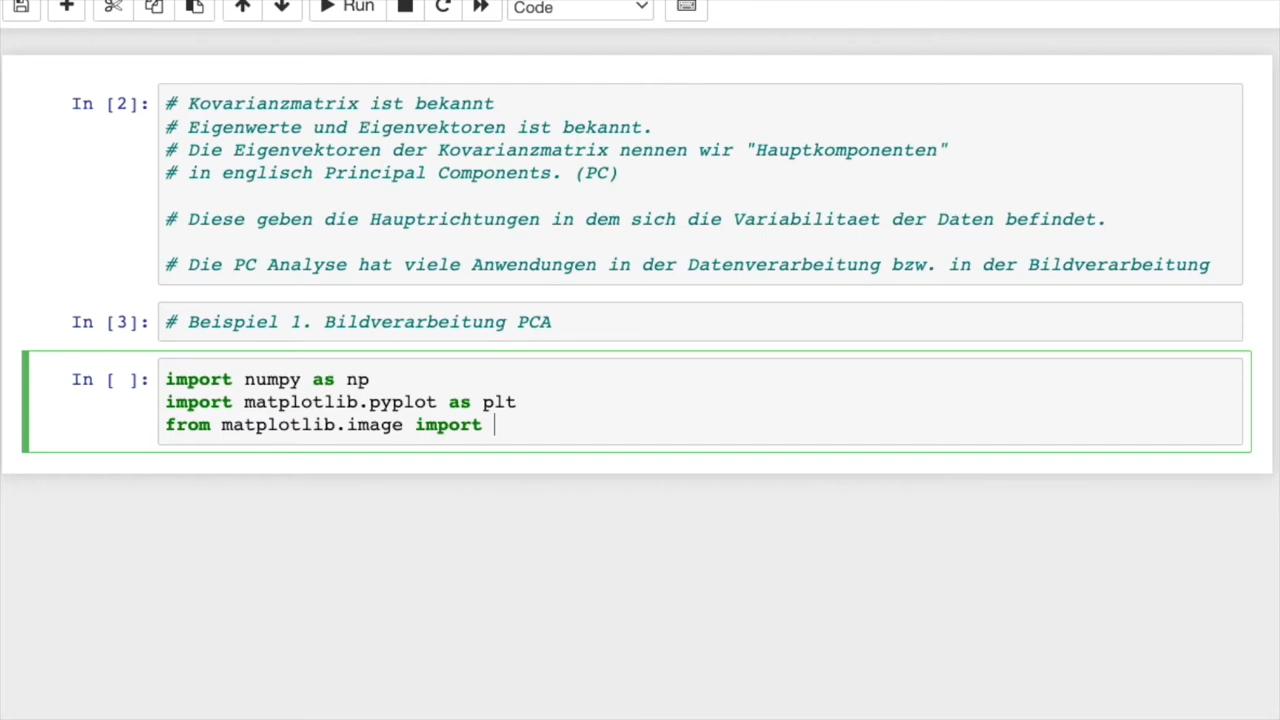 Run
Code
In [2]:
# Kovarianzmatrix ist bekannt
# Eigenwerte und Eigenvektoren ist bekannt.
# Die Eigenvektoren der Kovarianzmatrix nennen wir "Hauptkomponenten"
# in englisch Principal Components. (PC)
# Diese geben die Hauptrichtungen in dem sich die Variabilitaet der Daten befindet.
# Die PC Analyse hat viele Anwendungen in der Datenverarbeitung bzw. in der Bildverarbeitung
In [3]:
# Beispiel 1. Bildverarbeitung PCA
In [ ]:
import numpy as np
import matplotlib.pyplot as plt
from matplotlib.image import